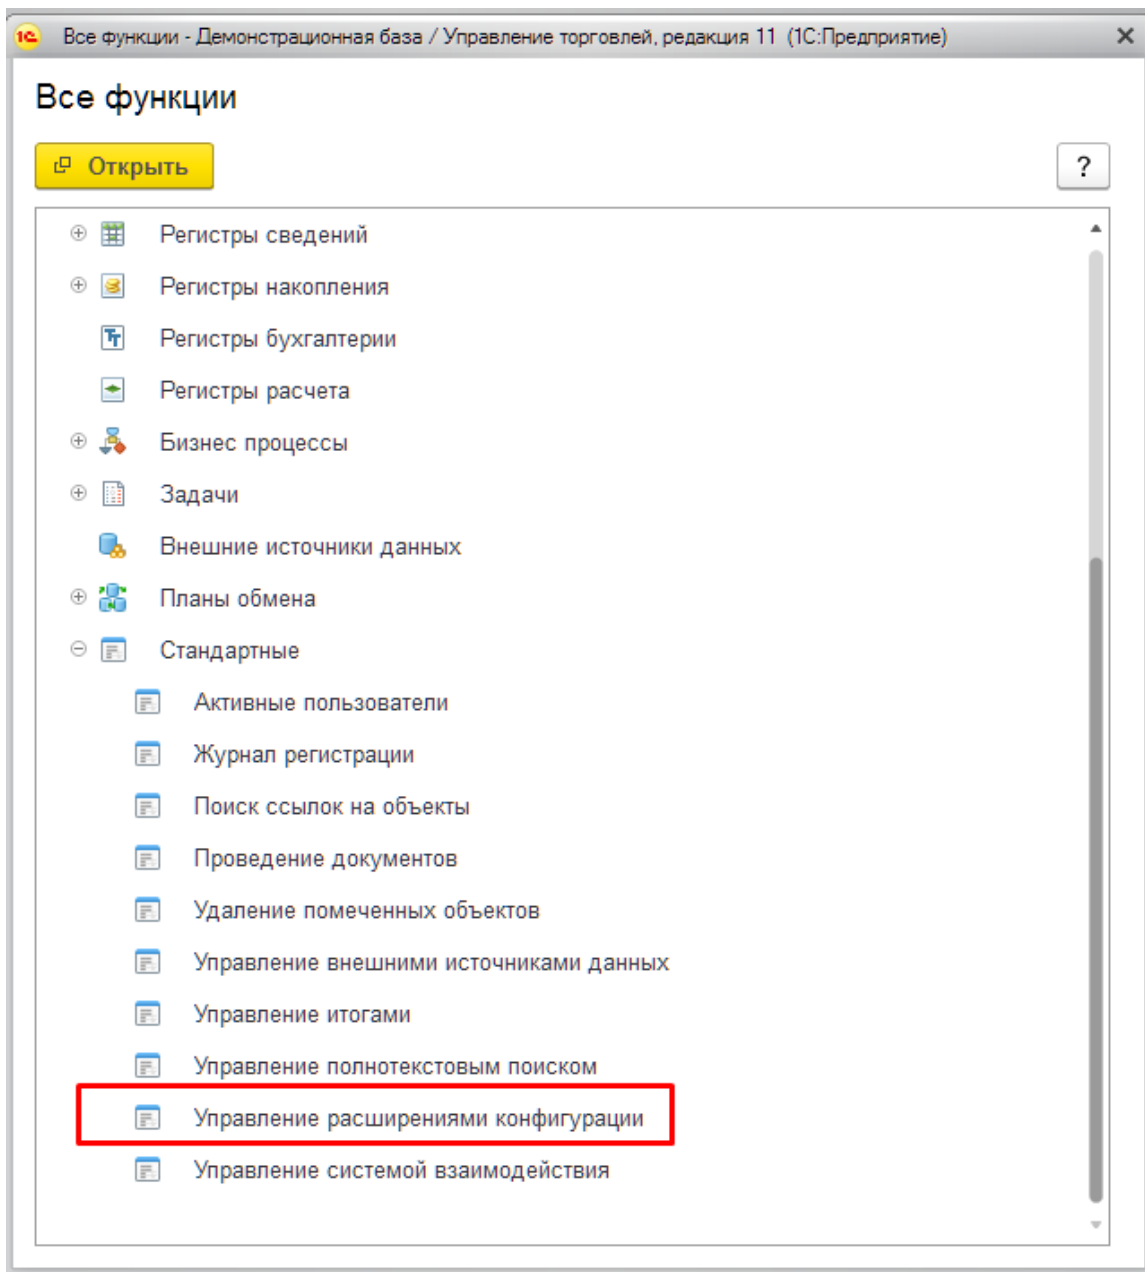 1С Все функции - Демонстрационная база / Управление торговлей, редакция 11 (1С:Предприятие)
Все функции
Открыть
?
Регистры сведений
Регистры накопления
Регистры бухгалтерии
Регистры расчета
Бизнес процессы
Задачи
Внешние источники данных
Планы обмена
Стандартные
Активные пользователи
Журнал регистрации
Поиск ссылок на объекты
Проведение документов
Удаление помеченных объектов
Управление внешними источниками данных
Управление итогами
Управление полнотекстовым поиском
Управление расширениями конфигурации
Управление системой взаимодействия